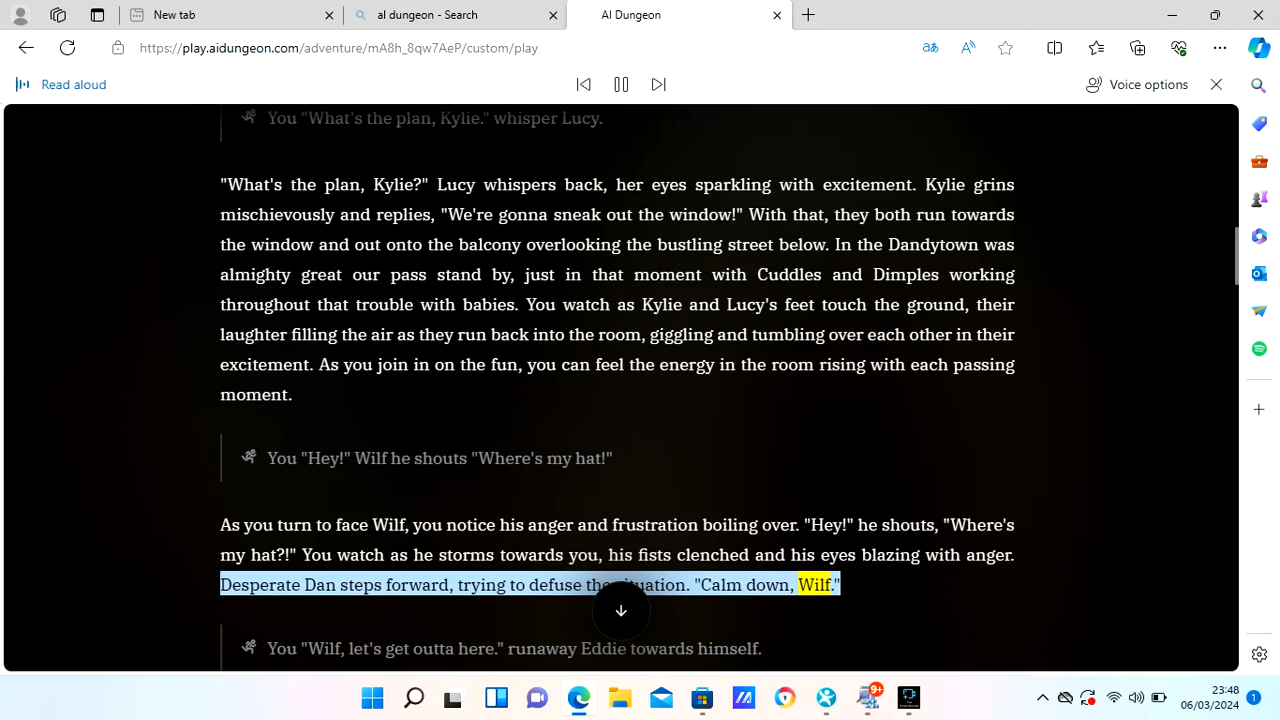 New tab
al dungeon - Search
AI Dungeon
https://play.aidungeon.com/adventure/mA8h_8qw7AeP/custom/play
Read aloud
Voice options
You "What's the plan, Kylie." whisper Lucy.
"What's the plan, Kylie?" Lucy whispers back, her eyes sparkling with excitement. Kylie grins
mischievously and replies, "We're gonna sneak out the window!" With that, they both run towards
the window and out onto the balcony overlooking the bustling street below. In the Dandytown was
almighty great our pass stand by, just in that moment with Cuddles and Dimples working
throughout that trouble with babies. You watch as Kylie and Lucy's feet touch the ground, their
laughter filling the air as they run back into the room, giggling and tumbling over each other in their
excitement. As you join in on the fun, you can feel the energy in the room rising with each passing
moment.
You "Hey!" Wilf he shouts "Where's my hat!"
As you turn to face Wilf, you notice his anger and frustration boiling over. "Hey!" he shouts, "Where's
my hat?!" You watch as he storms towards you, his fists clenched and his eyes blazing with anger.
Desperate Dan steps forward, trying to defuse the situation. "Calm down, Wilf."
You "Wilf, let's get outta here." runaway Eddie towards himself.
9+
23:48
06/03/2024
1